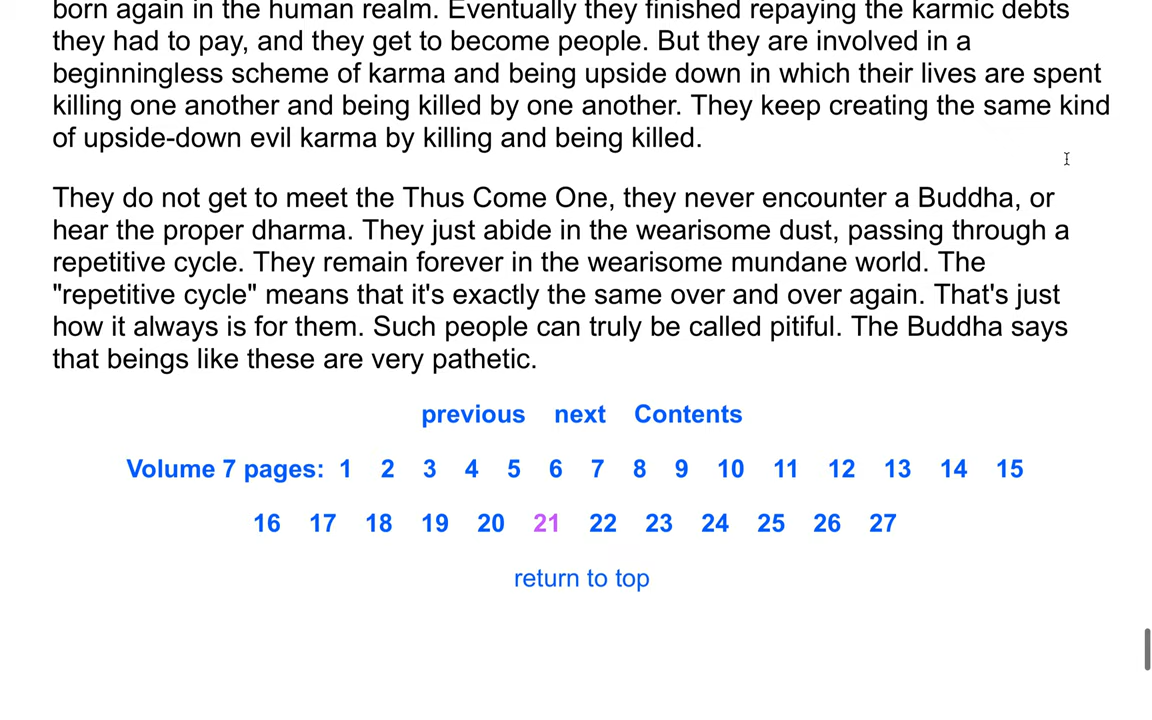 born again in the human realm. Eventually they finished repaying the karmic debts
they had to pay, and they get to become people. But they are involved in a
beginningless scheme of karma and being upside down in which their lives are spent
killing one another and being killed by one another. They keep creating the same kind
of upside-down evil karma by killing and being killed.
They do not get to meet the Thus Come One, they never encounter a Buddha, or
hear the proper dharma. They just abide in the wearisome dust, passing through a
repetitive cycle. They remain forever in the wearisome mundane world. The
"repetitive cycle" means that it's exactly the same over and over again. That's just
how it always is for them. Such people can truly be called pitiful. The Buddha says
that beings like these are very pathetic.
previous next Contents
Volume 7 pages: 1 2 3 4 5 6 7 8 9 10 11 12 13 14 15
16 17 18 19 20 21 22 23 24 25 26 27
return to top